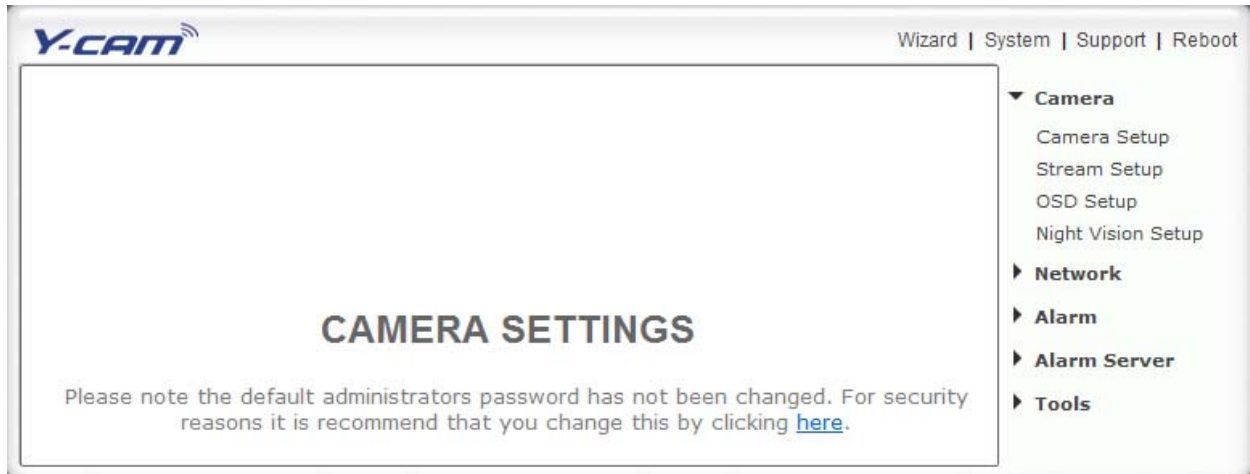 Y-cam
Wizard | System | Support | Reboot
CAMERA SETTINGS
Please note the default administrators password has not been changed. For security
reasons it is recommend that you change this by clicking here.
Camera
Camera Setup
Stream Setup
OSD Setup
Night Vision Setup
Network
Alarm
Alarm Server
Tools